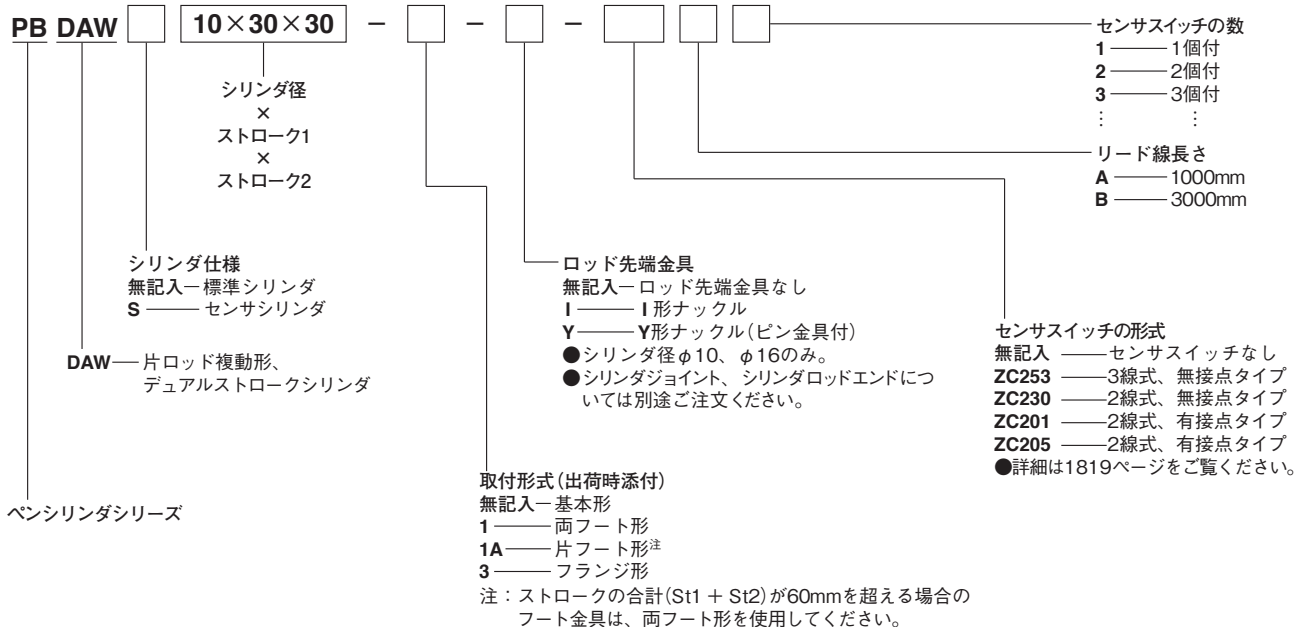 PB DAW 10×30×30 − − −
センサスイッチの数
1 1個付
2 2個付
3 3個付
⋮ ⋮
リード線長さ
A 1000mm
B 3000mm
シリンダ径
×
ストローク1
×
ストローク2
シリンダ仕様
無記入─標準シリンダ
S センサシリンダ
DAW─片ロッド複動形、
デュアルストロークシリンダ
ロッド先端金具
無記入─ロッド先端金具なし
I I形ナックル
Y Y形ナックル(ピン金具付)
●シリンダ径φ10、φ16のみ。
●シリンダジョイント、シリンダロッドエンドにつ
いては別途ご注文ください。
センサスイッチの形式
無記入 センサスイッチなし
ZC253 3線式、無接点タイプ
ZC230 2線式、無接点タイプ
ZC201 2線式、有接点タイプ
ZC205 2線式、有接点タイプ
●詳細は1819ページをご覧ください。
取付形式(出荷時添付)
無記入─基本形
1 両フート形
1A 片フート形注
3 フランジ形
注：ストロークの合計(St1 + St2)が60mmを超える場合の
フート金具は、両フート形を使用してください。
ペンシリンダシリーズ